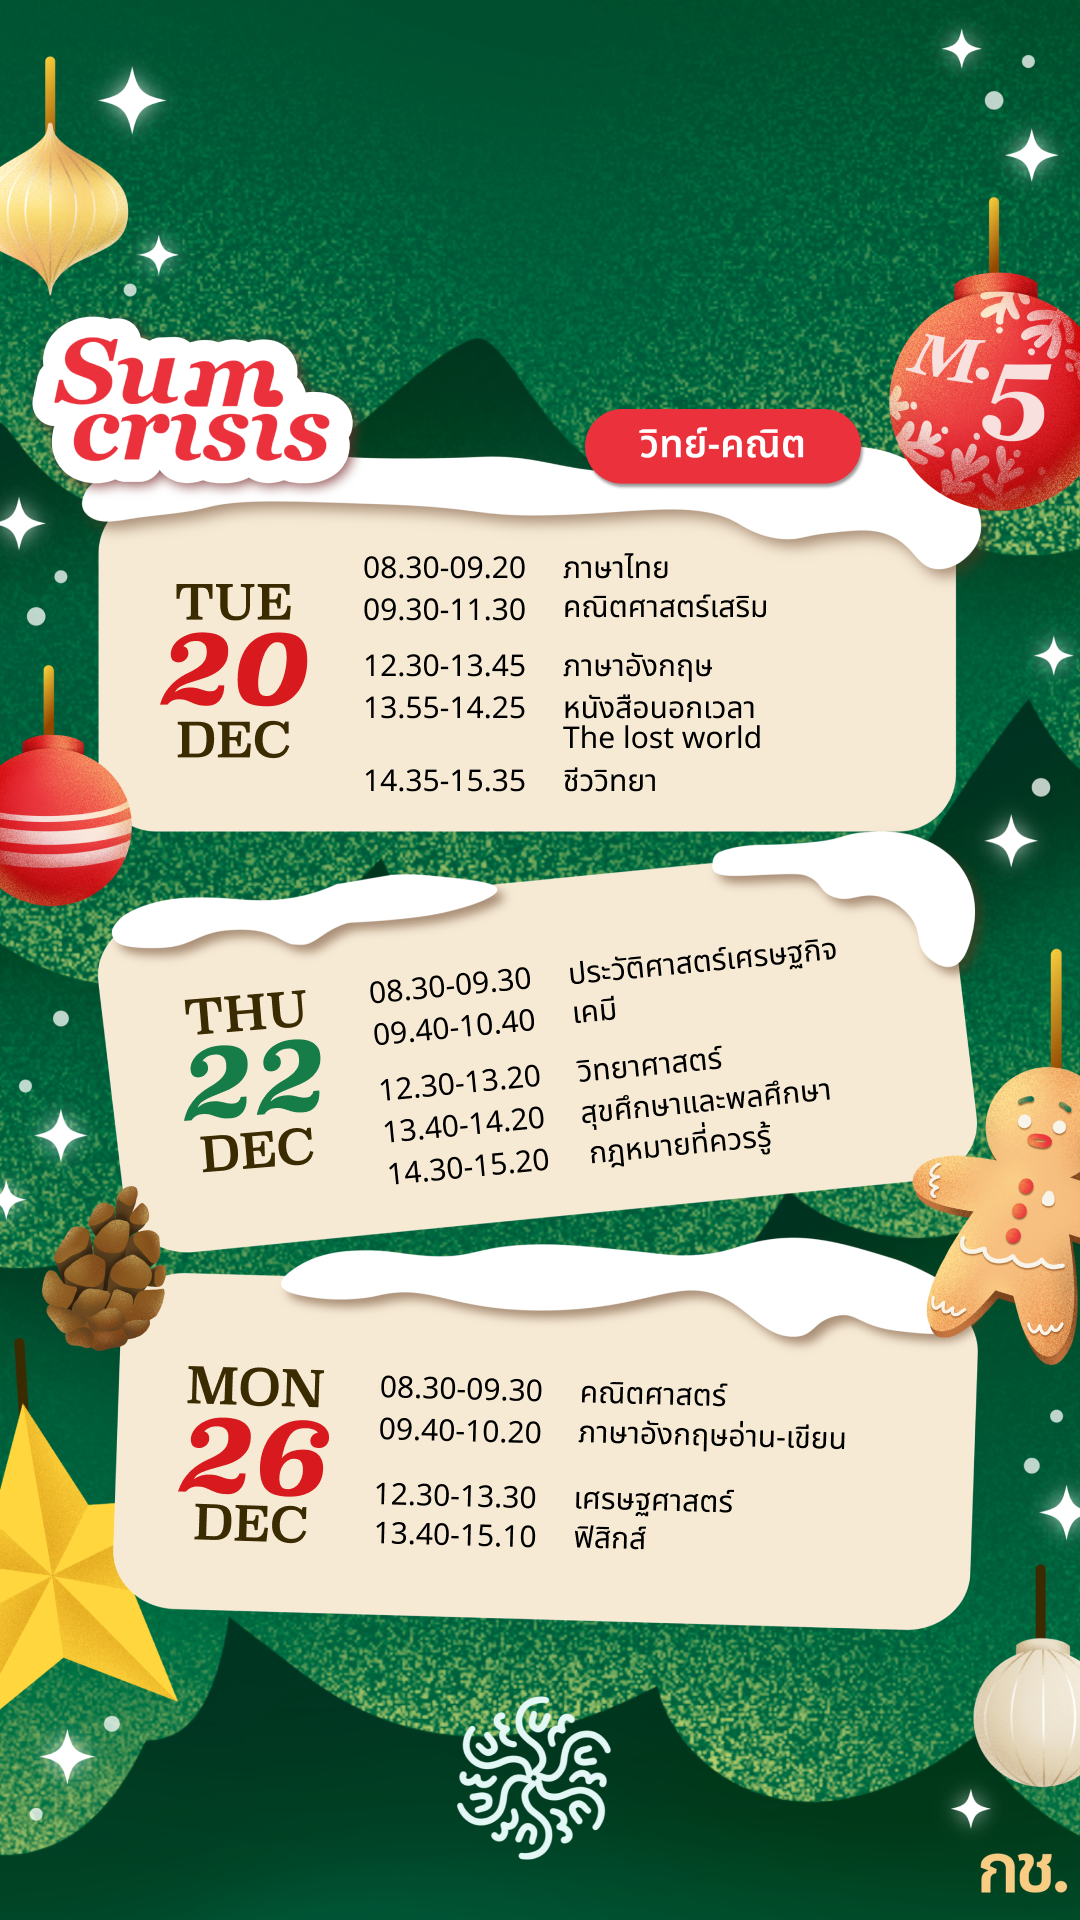 Sum
crisis
M.5
วิทย์-คณิต
TUE
20
DEC
08.30-09.20 ภาษาไทย
09.30-11.30 คณิตศาสตร์เสริม
12.30-13.45 ภาษาอังกฤษ
13.55-14.25 หนังสือนอกเวลา
The lost world
14.35-15.35 ชีววิทยา
THU
22
DEC
08.30-09.30 ประวัติศาสตร์เศรษฐกิจ
09.40-10.40 เคมี
12.30-13.20 วิทยาศาสตร์
13.40-14.20 สุขศึกษาและพลศึกษา
14.30-15.20 กฎหมายที่ควรรู้
MON
26
DEC
08.30-09.30 คณิตศาสตร์
09.40-10.20 ภาษาอังกฤษอ่าน-เขียน
12.30-13.30 เศรษฐศาสตร์
13.40-15.10 ฟิสิกส์
กช.